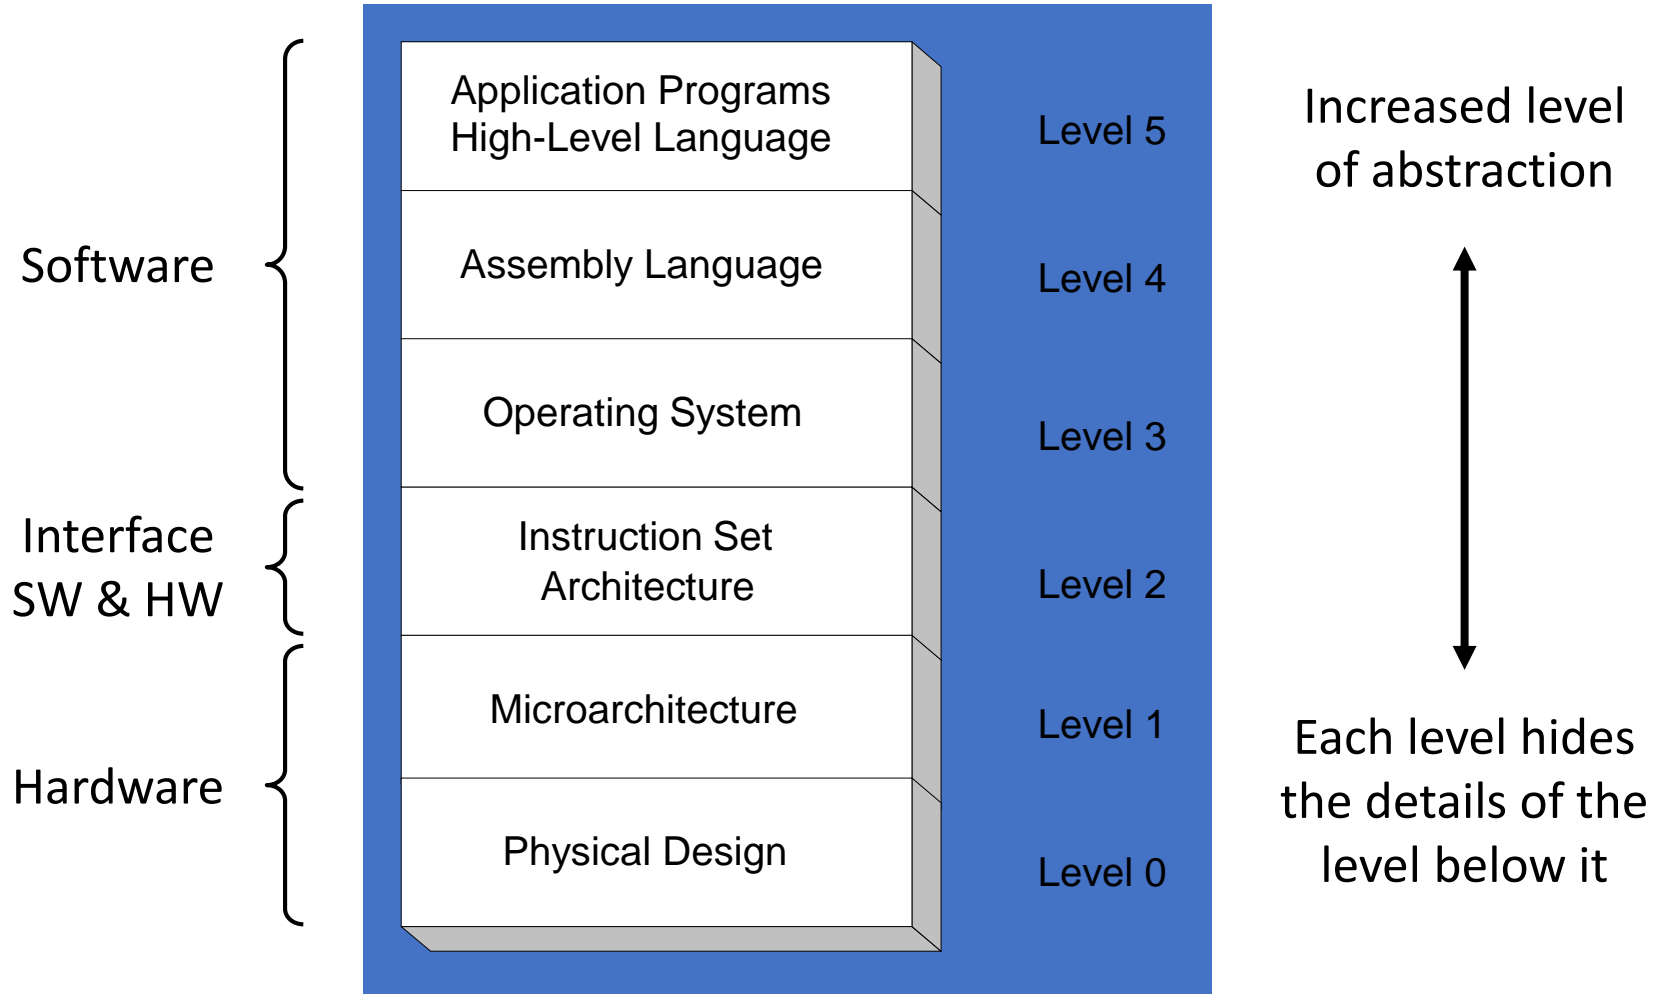 Application Programs
High-Level Language
Level 5
Increased level
of abstraction
Software
Assembly Language
Level 4
Operating System
Level 3
Interface
SW & HW
Instruction Set
Architecture
Level 2
Microarchitecture
Level 1
Each level hides
the details of the
level below it
Hardware
Physical Design
Level 0